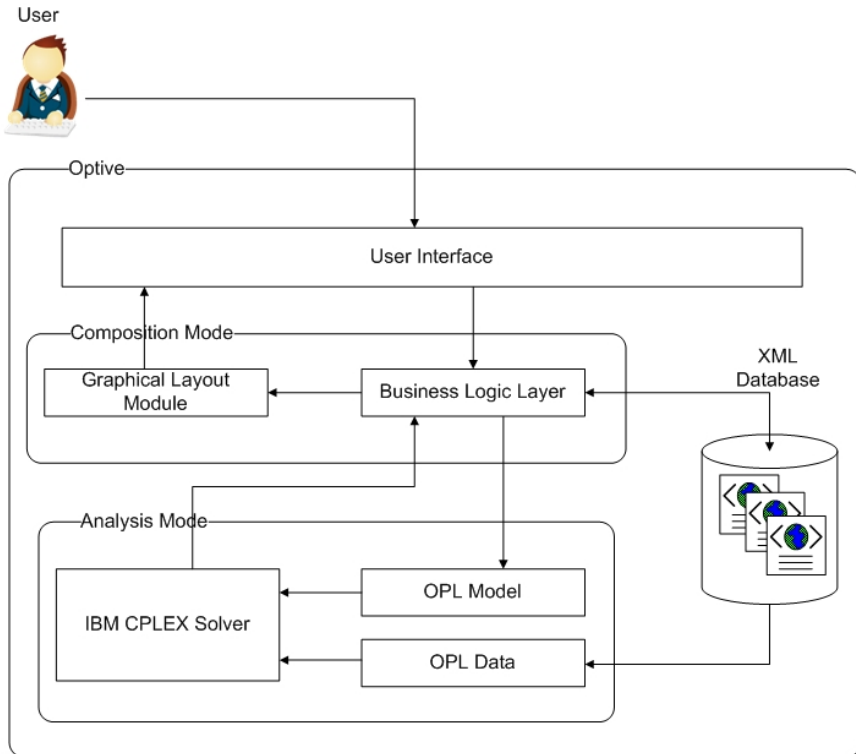 User
Optive
User Interface
Composition Mode
Graphical Layout
Module
Business Logic Layer
XML
Database
Analysis Mode
IBM CPLEX Solver
OPL Model
OPL Data